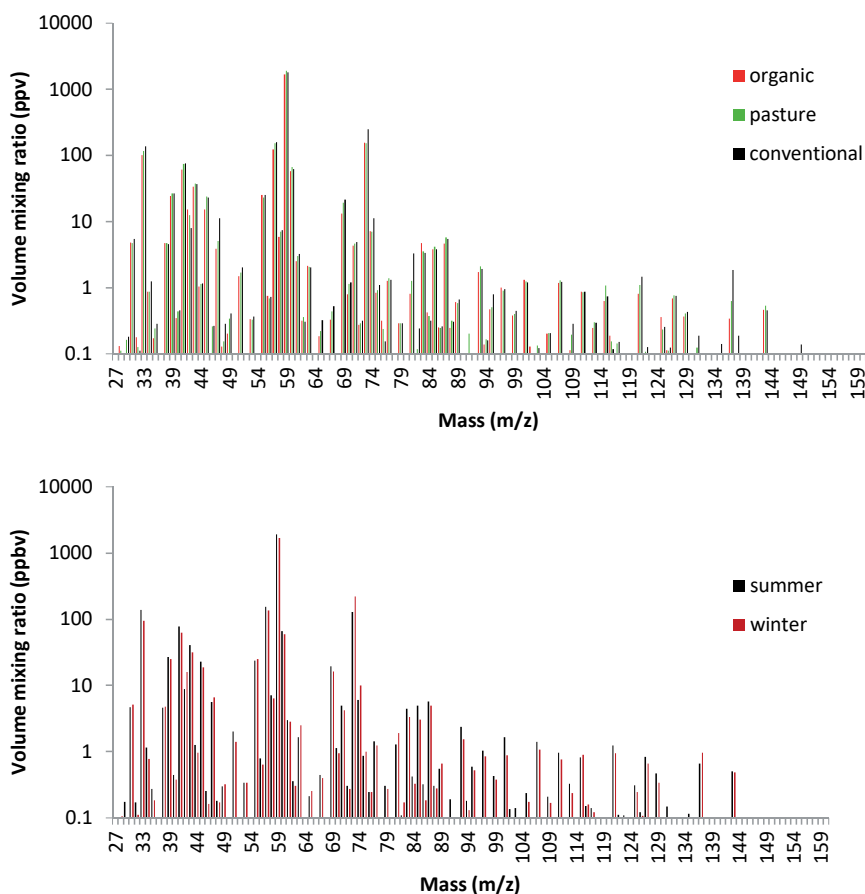 10000
1000
100
10
1
0.1
Volume mixing ratio (ppv)
organic
pasture
conventional
27 33 39 44 49 54 59 64 69 74 79 84 89 94 99 104 109 114 119 124 129 134 139 144 149 154 159
Mass (m/z)
10000
1000
100
10
1
0.1
Volume mixing ratio (ppbv)
summer
winter
27 33 39 44 49 54 59 64 69 74 79 84 89 94 99 104 109 114 119 124 129 134 139 144 149 154 159
Mass (m/z)